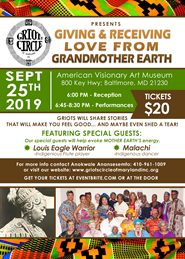 GRIOTS'
CIRCLE
PRESENTS
GIVING & RECEIVING
LOVE FROM
GRANDMOTHER EARTH
SEPT
25TH
2019
American Visionary Art Museum
800 Key Hwy; Baltimore, MD 21230
6:00 PM - Reception
6:45-8:30 PM - Performances
TICKETS
$20
GRIOTS WILL SHARE STORIES
THAT WILL MAKE YOU FEEL GOOD... AND MAYBE EVEN SHED A TEAR!
FEATURING SPECIAL GUESTS:
Our special guests will help evoke MOTHER EARTH'S energy.
Louis Eagle Warrior
-Indigenous Flute player
Malachi
-Indigenous dancer
For more info contact Anokwale Anansesemfo: 410-961-1009
or visit our website: www.griotscircleofmarylandinc.org
GET YOUR TICKETS AT EVENTBRITE.COM OR AT THE DOOR